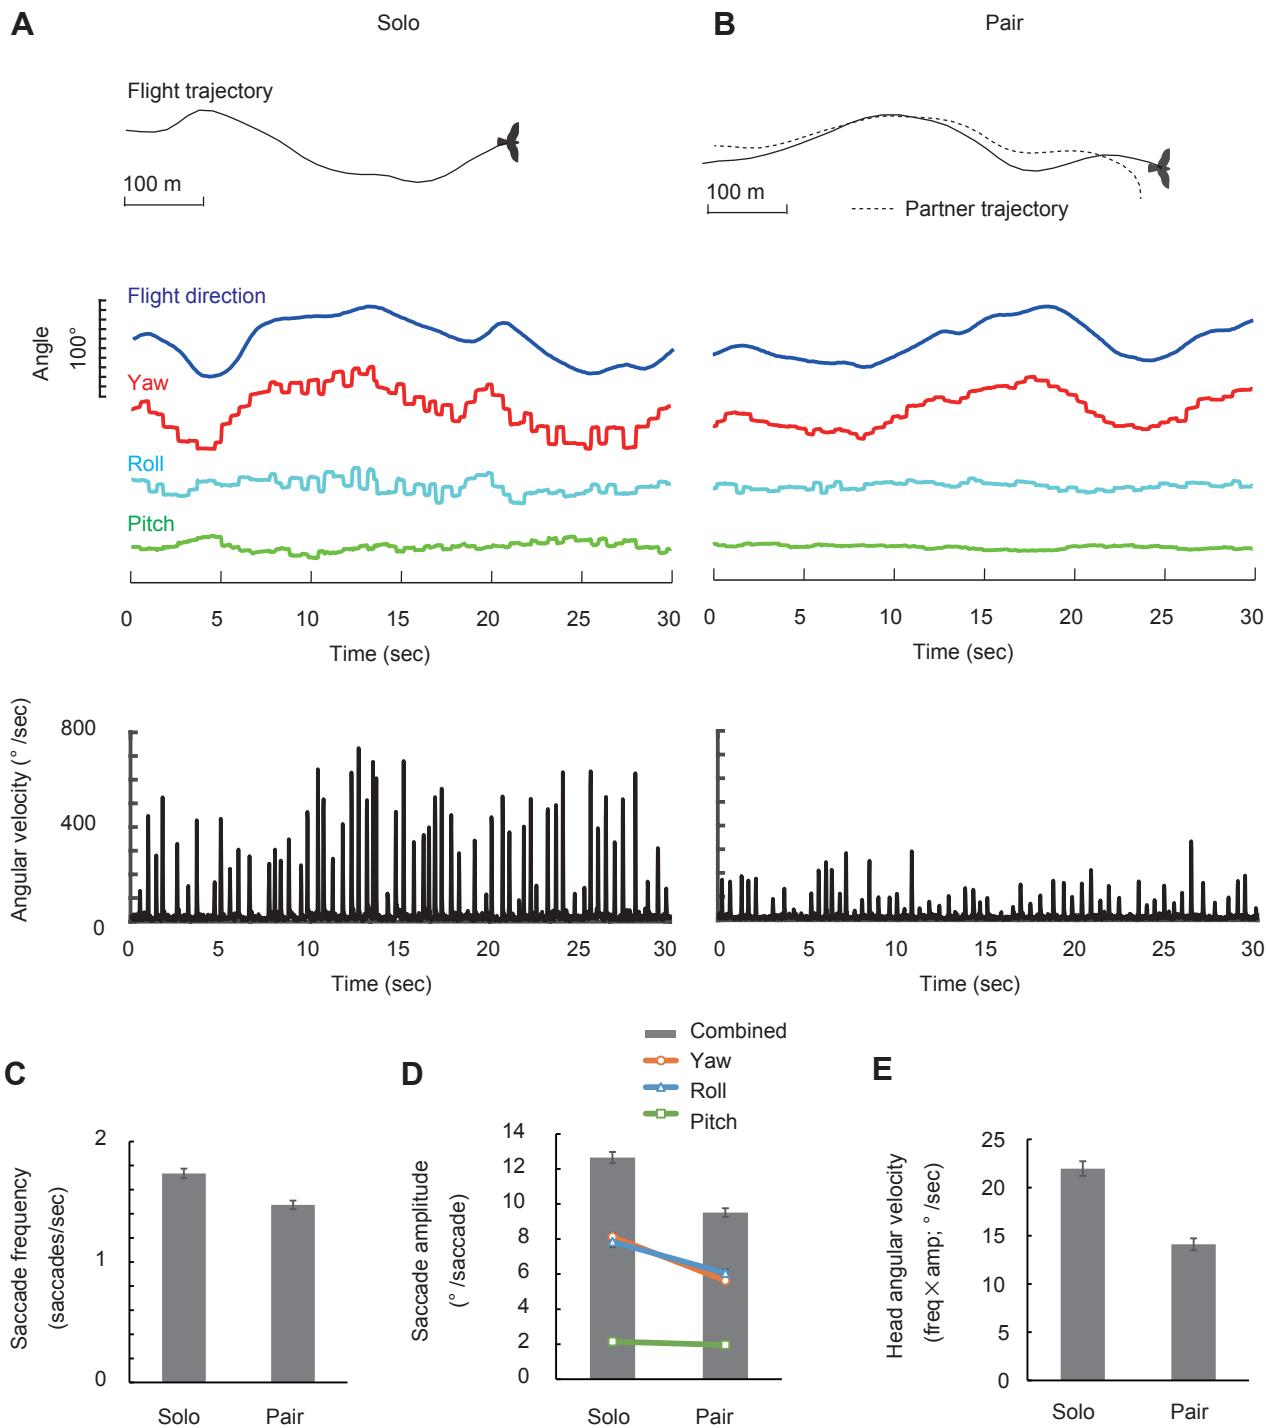 A
Solo
B
Pair
Flight trajectory
100 m
100 m
Partner trajectory
Angle
100°
Flight direction
Yaw
Roll
Pitch
0 5 10 15 20 25 30
Time (sec)
0 5 10 15 20 25 30
Time (sec)
Angular velocity (° /sec)
800
400
0
0 5 10 15 20 25 30
Time (sec)
0 5 10 15 20 25 30
Time (sec)
Combined
Yaw
Roll
Pitch
C
Saccade frequency
(saccades/sec)
2
1
0
Solo Pair
D
Saccade amplitude
(° /saccade)
14
12
10
8
6
4
2
0
Solo Pair
E
Head angular velocity
(freq × amp; ° /sec)
25
20
15
10
5
0
Solo Pair